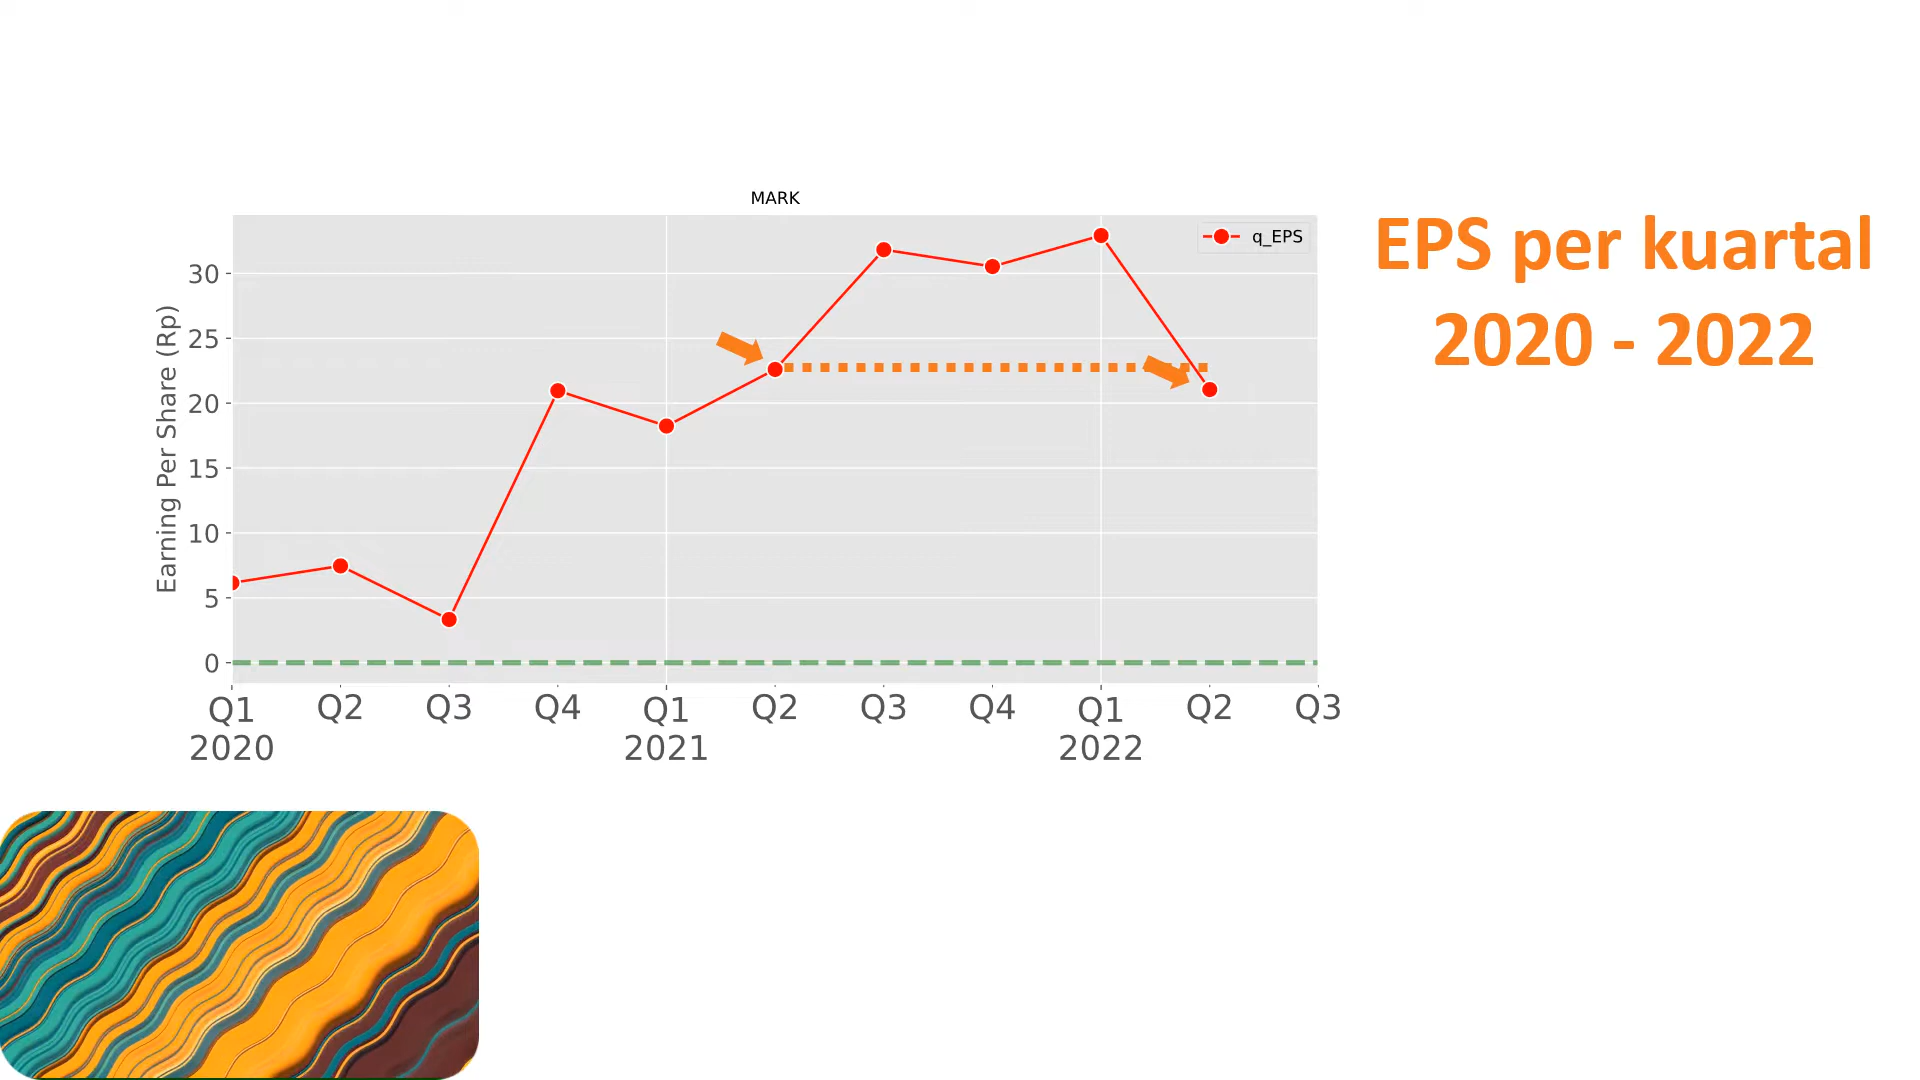 MARK
q_EPS
EPS per kuartal
2020 - 2022
Earning Per Share (Rp)
30
25
20
15
10
5
0
Q1 Q2 Q3 Q4 Q1 Q2 Q3 Q4 Q1 Q2 Q3
2020 2021 2022